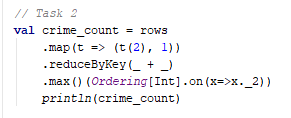 // Task 2
val crime_count = rows
.map(t => (t(2), 1))
.reduceByKey(_ + _)
.max()(Ordering[Int].on(x=>x._2))
println(crime_count)